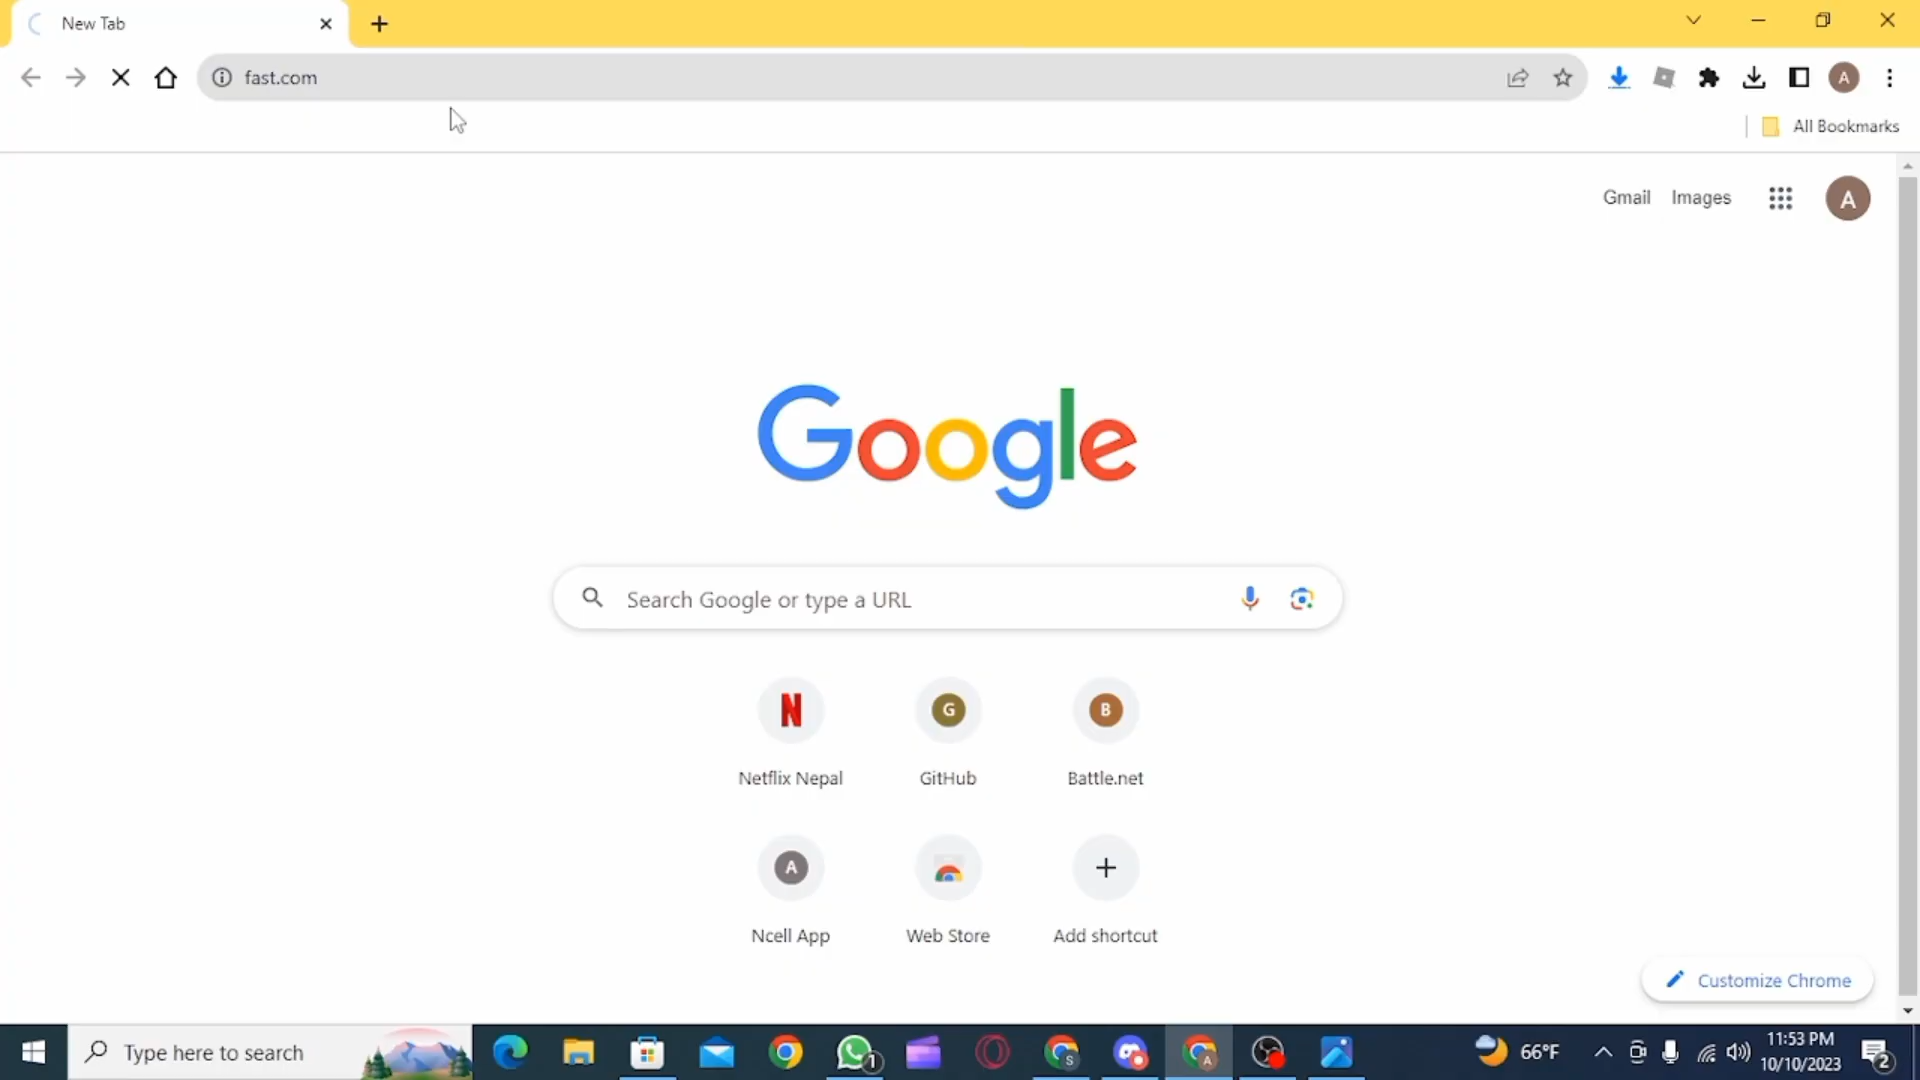 New Tab
fast.com
All Bookmarks
Gmail Images
A
Google
Search Google or type a URL
N G B
Netflix Nepal GitHub Battle.net
A
Ncell App Web Store Add shortcut
Customize Chrome
Type here to search
1
S
A
66°F
11:53 PM
10/10/2023
2